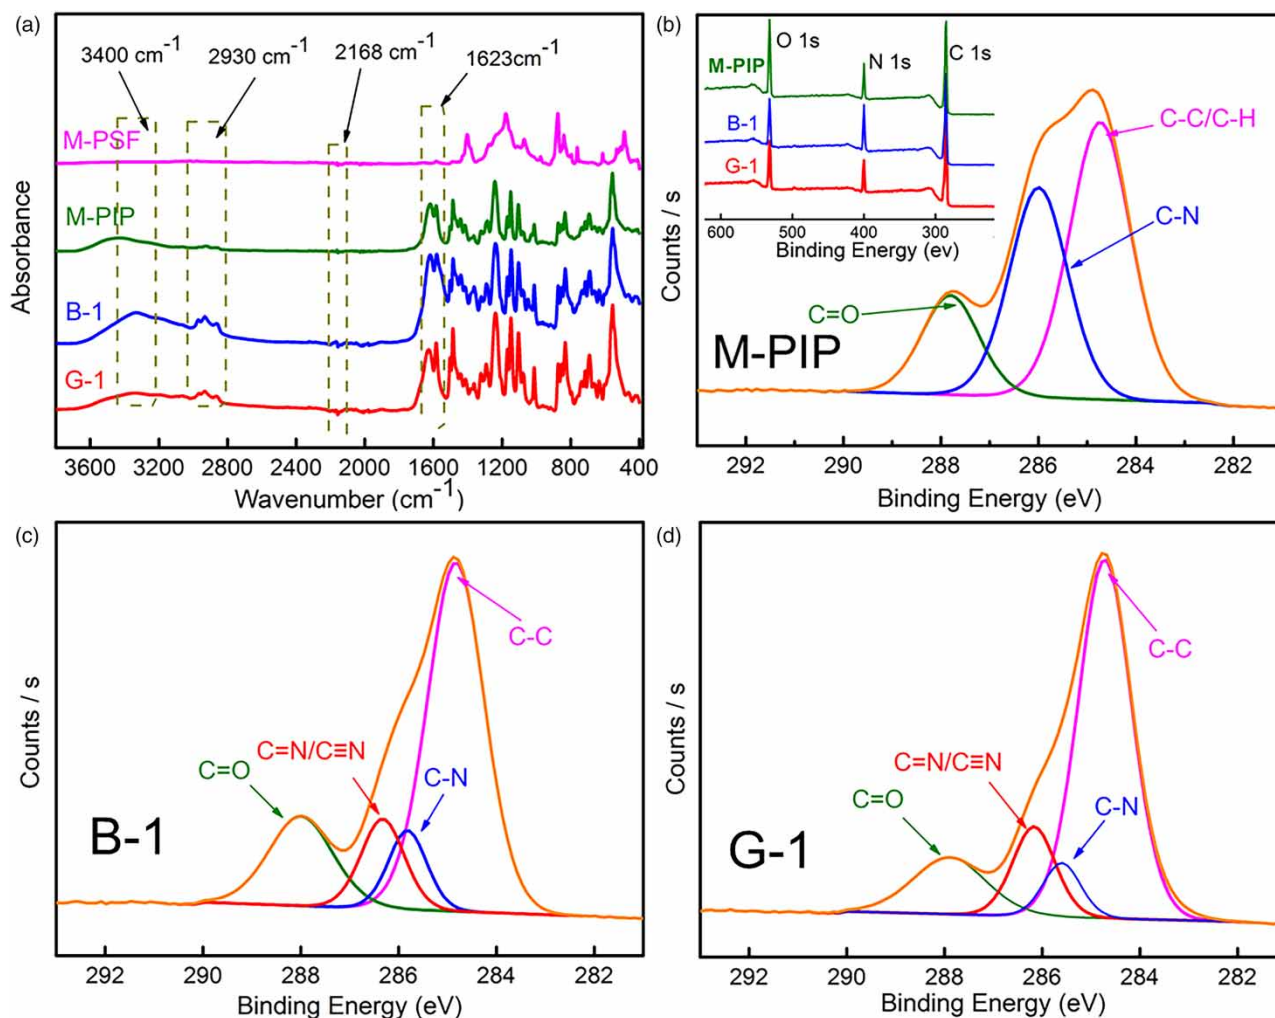 (a)
3400 cm⁻¹
2930 cm⁻¹
2168 cm⁻¹
1623cm⁻¹
M-PSF
M-PIP
B-1
G-1
Absorbance
3600 3200 2800 2400 2000 1600 1200 800 400
Wavenumber (cm⁻¹)
(b)
O 1s
N 1s
C 1s
M-PIP
B-1
G-1
600 500 400 300
Binding Energy (ev)
C-C/C-H
C-N
C=O
M-PIP
Counts / s
292 290 288 286 284 282
Binding Energy (eV)
(c)
C-C
C=N/C≡N
C=O
C-N
B-1
Counts / s
292 290 288 286 284 282
Binding Energy (eV)
(d)
C-C
C=N/C≡N
C=O
C-N
G-1
Counts / s
292 290 288 286 284 282
Binding Energy (eV)